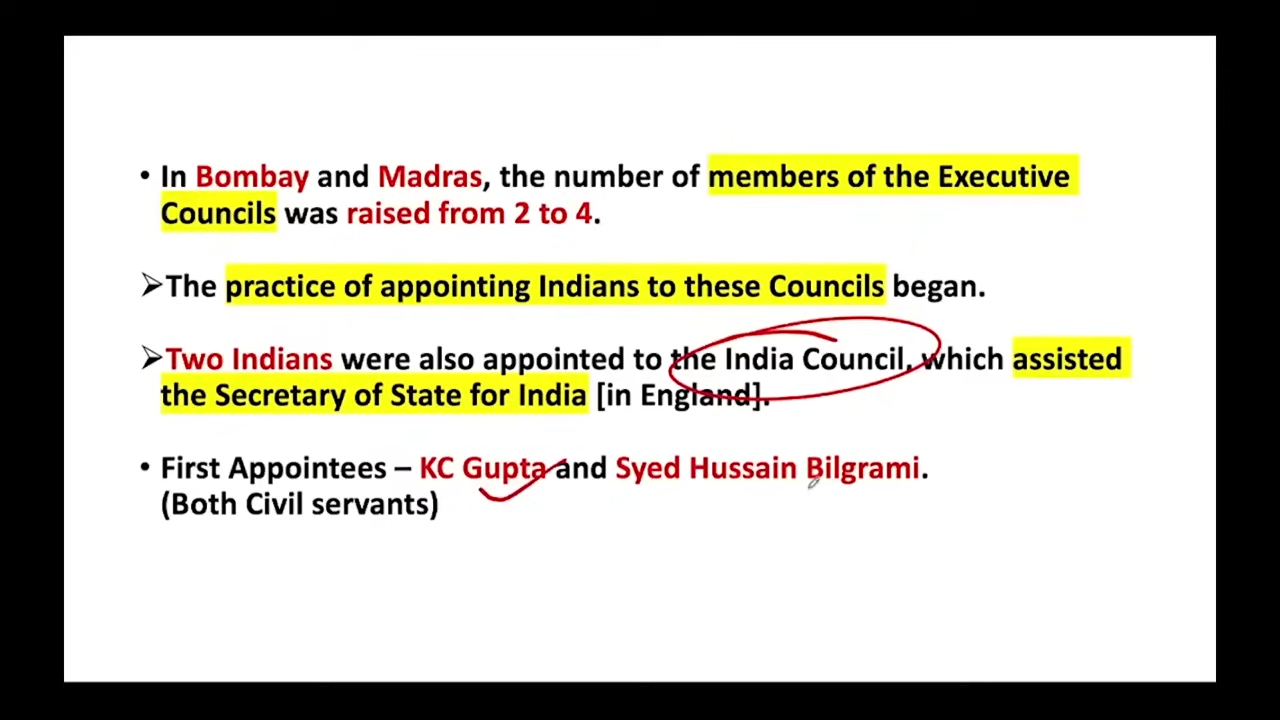 • In Bombay and Madras, the number of members of the Executive
Councils was raised from 2 to 4.
➢The practice of appointing Indians to these Councils began.
➢Two Indians were also appointed to the India Council, which assisted
the Secretary of State for India [in England].
• First Appointees – KC Gupta and Syed Hussain Bilgrami.
(Both Civil servants)